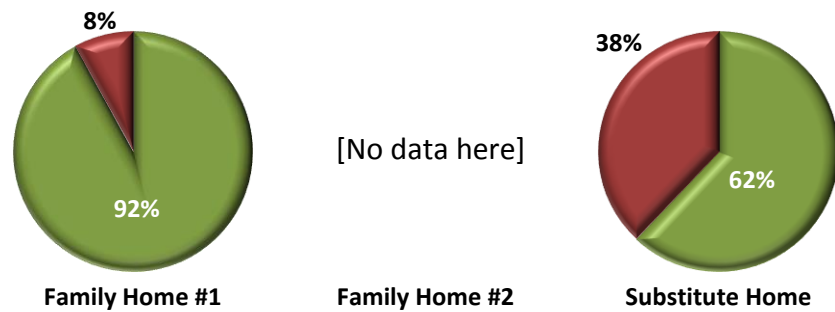 8%
38%
[No data here]
62%
92%
Family Home #1
Family Home #2
Substitute Home